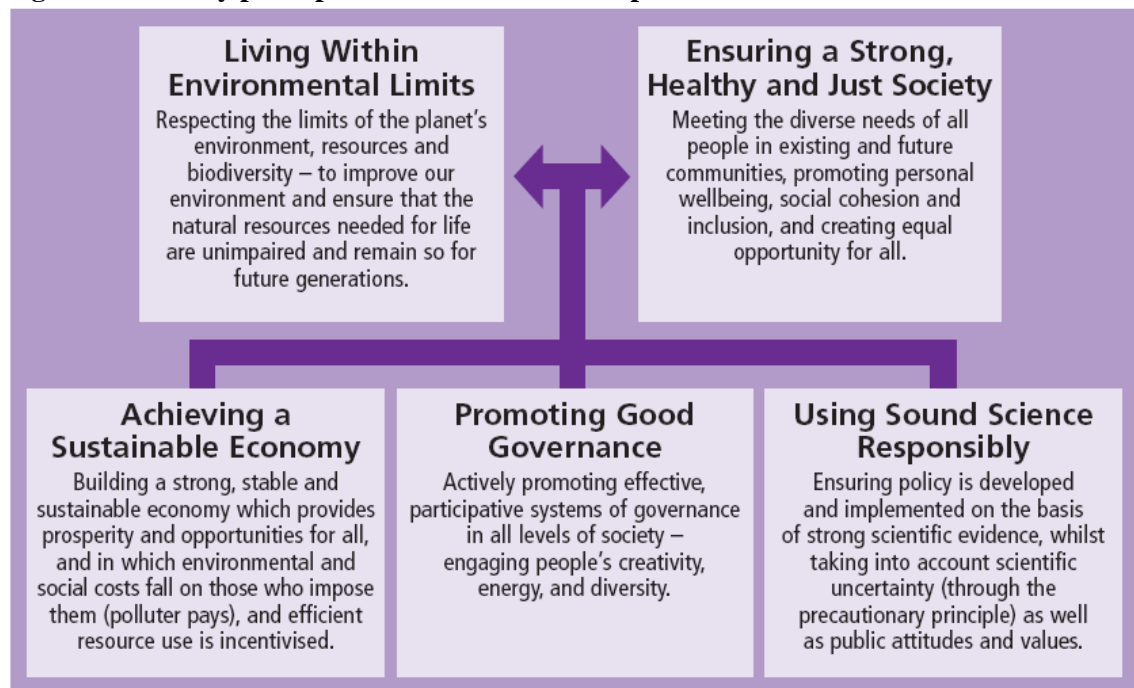 Living Within
Environmental Limits
Respecting the limits of the planet's
environment, resources and
biodiversity – to improve our
environment and ensure that the
natural resources needed for life
are unimpaired and remain so for
future generations.
Ensuring a Strong,
Healthy and Just Society
Meeting the diverse needs of all
people in existing and future
communities, promoting personal
wellbeing, social cohesion and
inclusion, and creating equal
opportunity for all.
Achieving a
Sustainable Economy
Building a strong, stable and
sustainable economy which provides
prosperity and opportunities for all,
and in which environmental and
social costs fall on those who impose
them (polluter pays), and efficient
resource use is incentivised.
Promoting Good
Governance
Actively promoting effective,
participative systems of governance
in all levels of society –
engaging people's creativity,
energy, and diversity.
Using Sound Science
Responsibly
Ensuring policy is developed
and implemented on the basis
of strong scientific evidence, whilst
taking into account scientific
uncertainty (through the
precautionary principle) as well
as public attitudes and values.